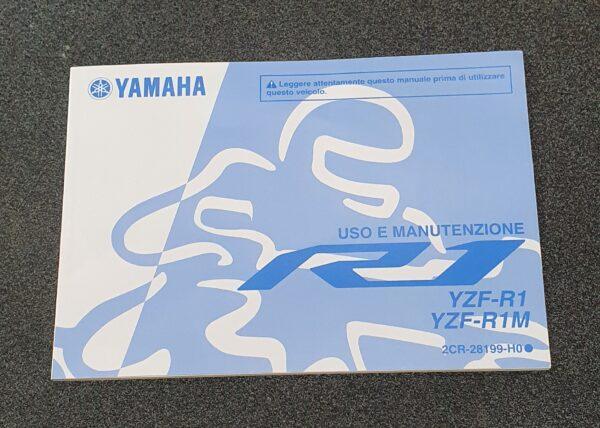 YAMAHA
Leggere attentamente questo manuale prima di utilizzare
questo veicolo.
USO E MANUTENZIONE
R1
YZF-R1
YZF-R1M
2CR-28199-H0